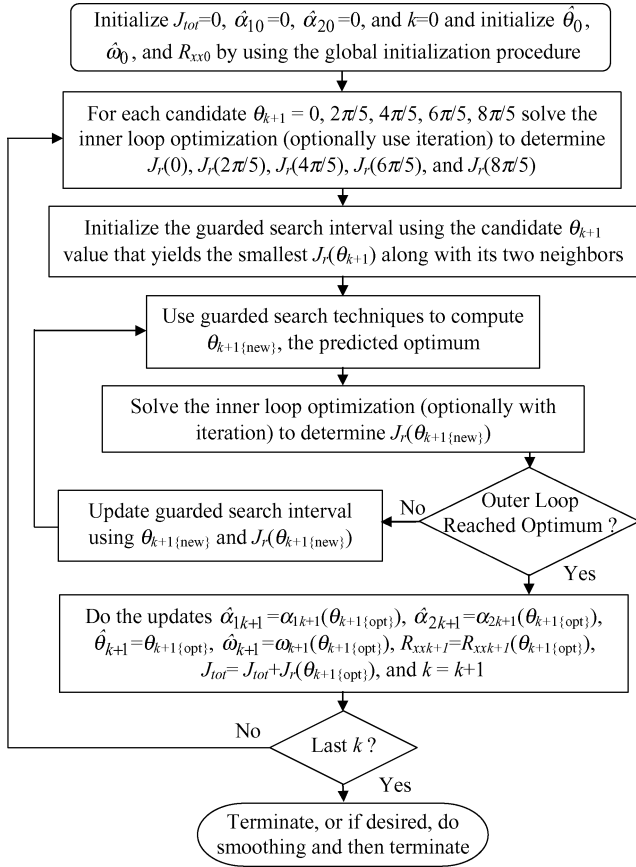 Initialize J_tot=0, α̂_10=0, α̂_20=0, and k=0 and initialize θ̂_0,
ω̂_0, and R_xx0 by using the global initialization procedure
For each candidate θ_k+1 = 0, 2π/5, 4π/5, 6π/5, 8π/5 solve the
inner loop optimization (optionally use iteration) to determine
J_r(0), J_r(2π/5), J_r(4π/5), J_r(6π/5), and J_r(8π/5)
Initialize the guarded search interval using the candidate θ_k+1
value that yields the smallest J_r(θ_k+1) along with its two neighbors
Use guarded search techniques to compute
θ_k+1{new}, the predicted optimum
Solve the inner loop optimization (optionally with
iteration) to determine J_r(θ_k+1{new})
Outer Loop
Reached Optimum ?
No
Update guarded search interval
using θ_k+1{new} and J_r(θ_k+1{new})
Yes
Do the updates α̂_1k+1=α_1k+1(θ_k+1{opt}), α̂_2k+1=α_2k+1(θ_k+1{opt}),
θ̂_k+1=θ_k+1{opt}, ω̂_k+1=ω_k+1(θ_k+1{opt}), R_xxk+1=R_xxk+1(θ_k+1{opt}),
J_tot= J_tot+J_r(θ_k+1{opt}), and k = k+1
No
Last k ?
Yes
Terminate, or if desired, do
smoothing and then terminate